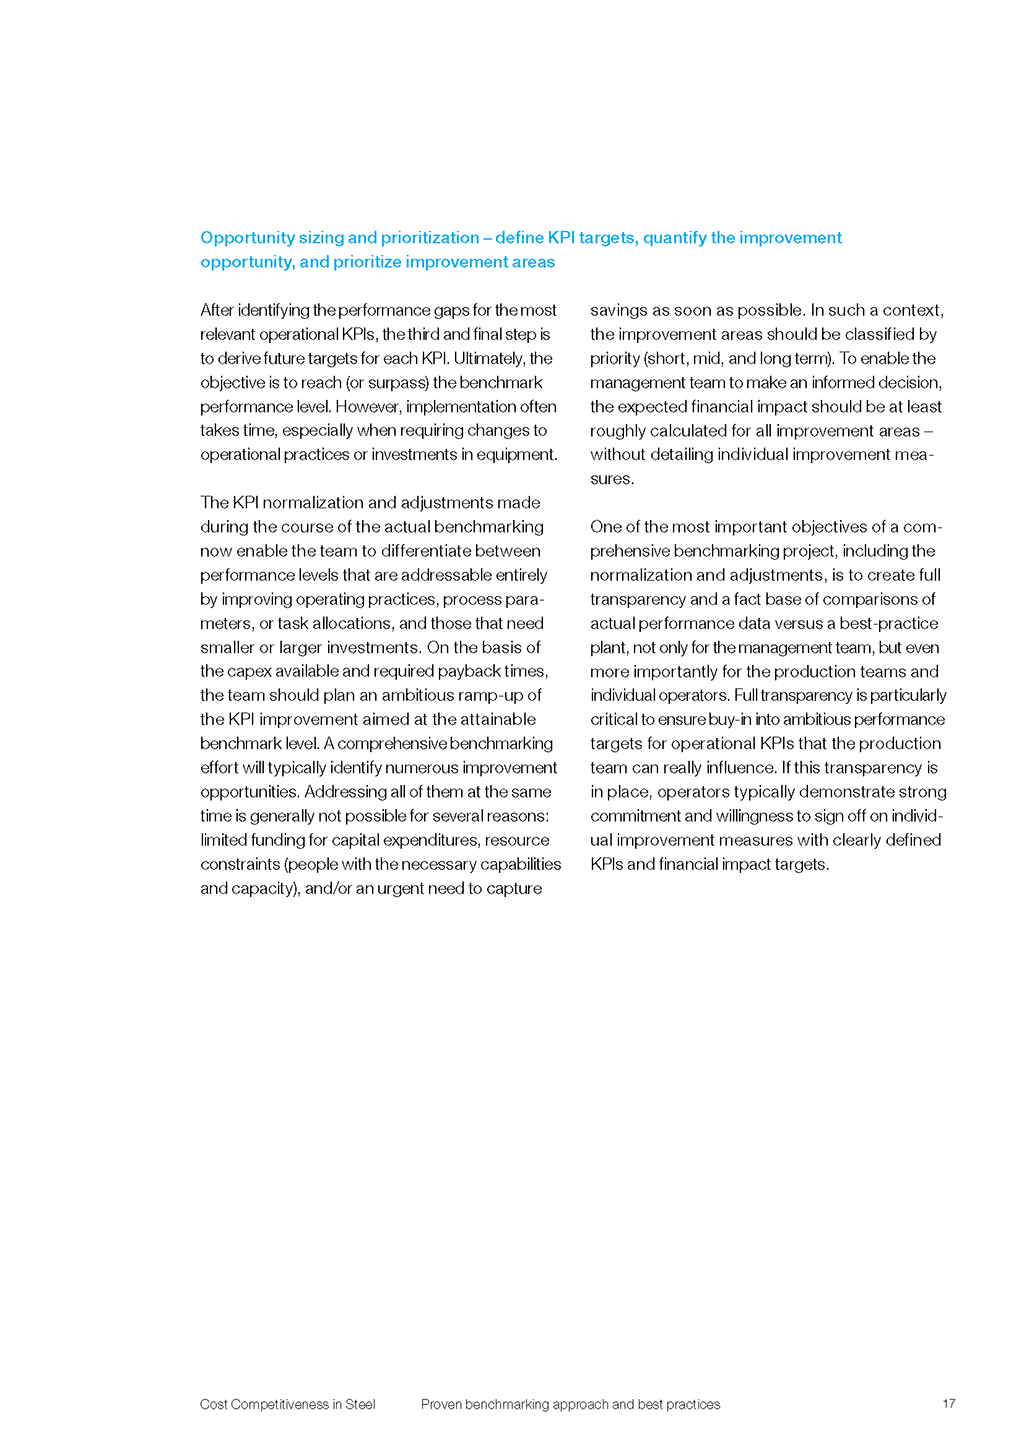 Opportunity sizing and prioritization – define KPI targets, quantify the improvement
opportunity, and prioritize improvement areas
After identifying the performance gaps for the most
relevant operational KPIs, the third and final step is
to derive future targets for each KPI. Ultimately, the
objective is to reach (or surpass) the benchmark
performance level. However, implementation often
takes time, especially when requiring changes to
operational practices or investments in equipment.
The KPI normalization and adjustments made
during the course of the actual benchmarking
now enable the team to differentiate between
performance levels that are addressable entirely
by improving operating practices, process para-
meters, or task allocations, and those that need
smaller or larger investments. On the basis of
the capex available and required payback times,
the team should plan an ambitious ramp-up of
the KPI improvement aimed at the attainable
benchmark level. A comprehensive benchmarking
effort will typically identify numerous improvement
opportunities. Addressing all of them at the same
time is generally not possible for several reasons:
limited funding for capital expenditures, resource
constraints (people with the necessary capabilities
and capacity), and/or an urgent need to capture
savings as soon as possible. In such a context,
the improvement areas should be classified by
priority (short, mid, and long term). To enable the
management team to make an informed decision,
the expected financial impact should be at least
roughly calculated for all improvement areas –
without detailing individual improvement mea-
sures.
One of the most important objectives of a com-
prehensive benchmarking project, including the
normalization and adjustments, is to create full
transparency and a fact base of comparisons of
actual performance data versus a best-practice
plant, not only for the management team, but even
more importantly for the production teams and
individual operators. Full transparency is particularly
critical to ensure buy-in into ambitious performance
targets for operational KPIs that the production
team can really influence. If this transparency is
in place, operators typically demonstrate strong
commitment and willingness to sign off on individ-
ual improvement measures with clearly defined
KPIs and financial impact targets.
Cost Competitiveness in Steel Proven benchmarking approach and best practices 17